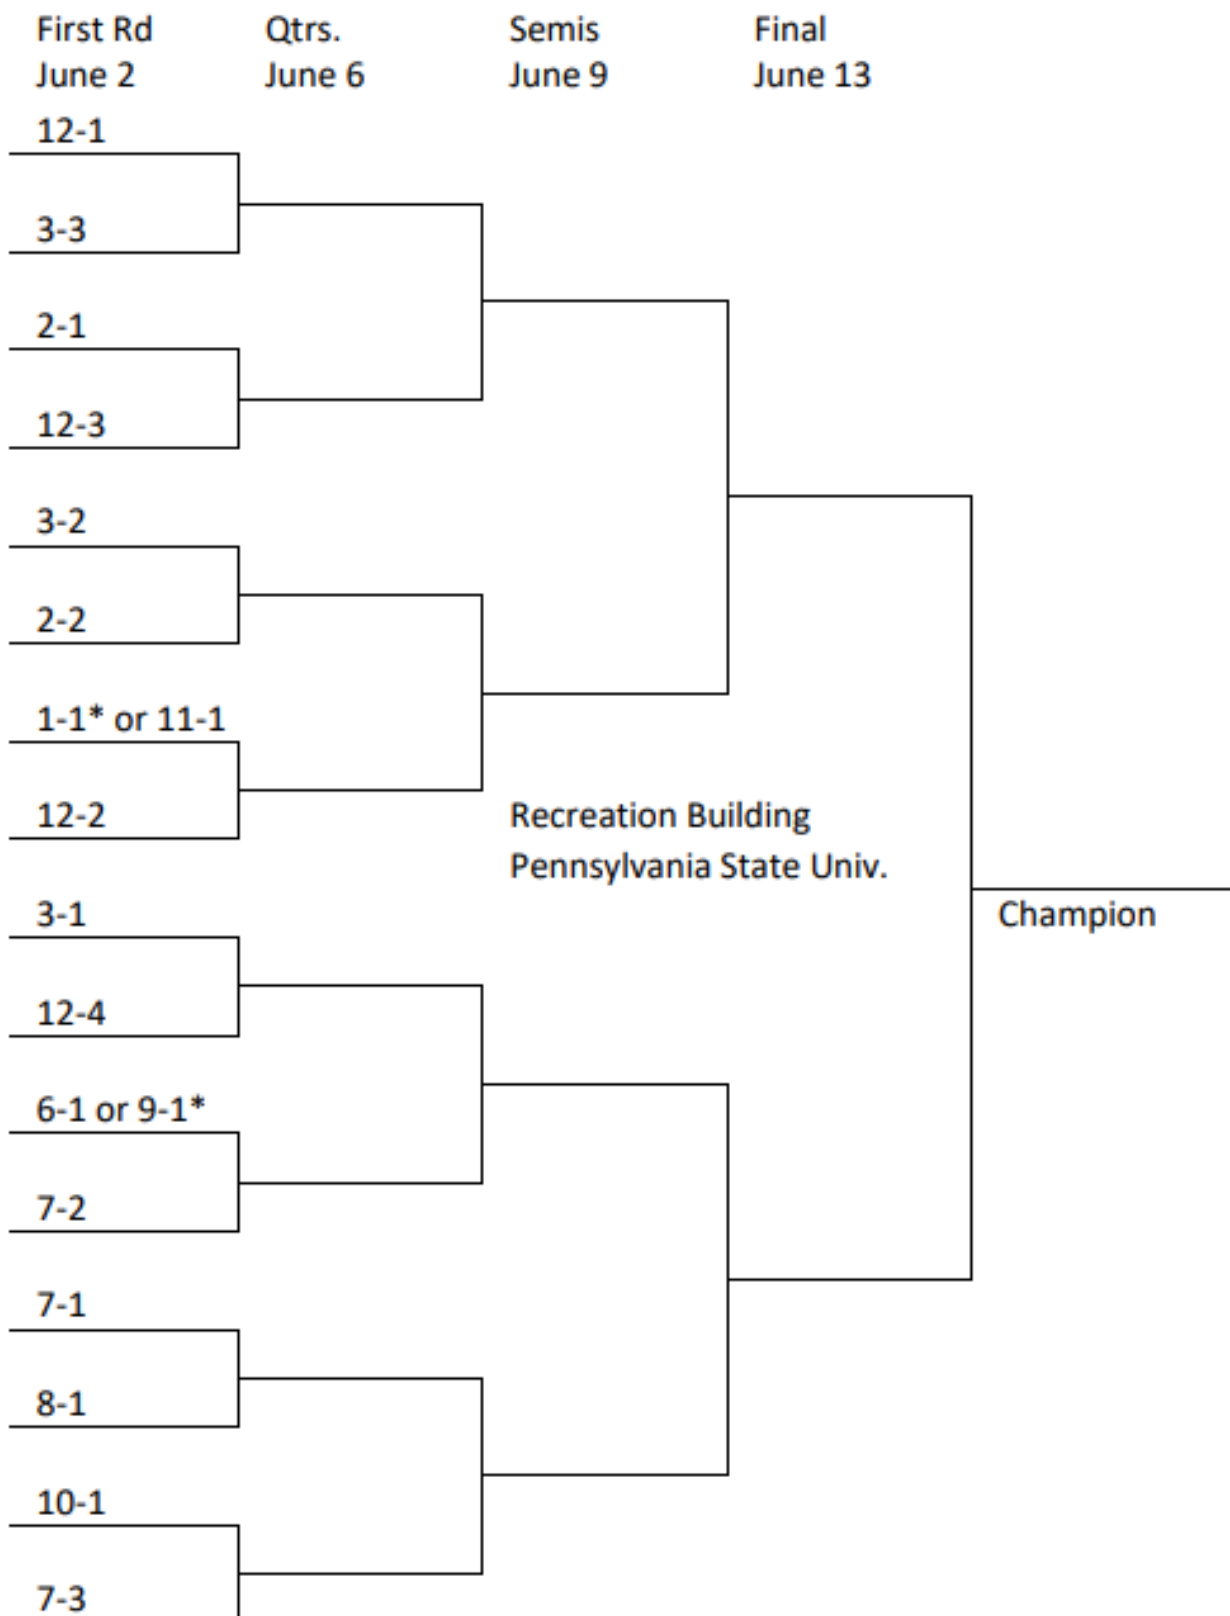 First Rd Qtrs. Semis Final
June 2 June 6 June 9 June 13
12-1
3-3
2-1
12-3
3-2
2-2
1-1* or 11-1
12-2
Recreation Building
Pennsylvania State Univ.
3-1
Champion
12-4
6-1 or 9-1*
7-2
7-1
8-1
10-1
7-3